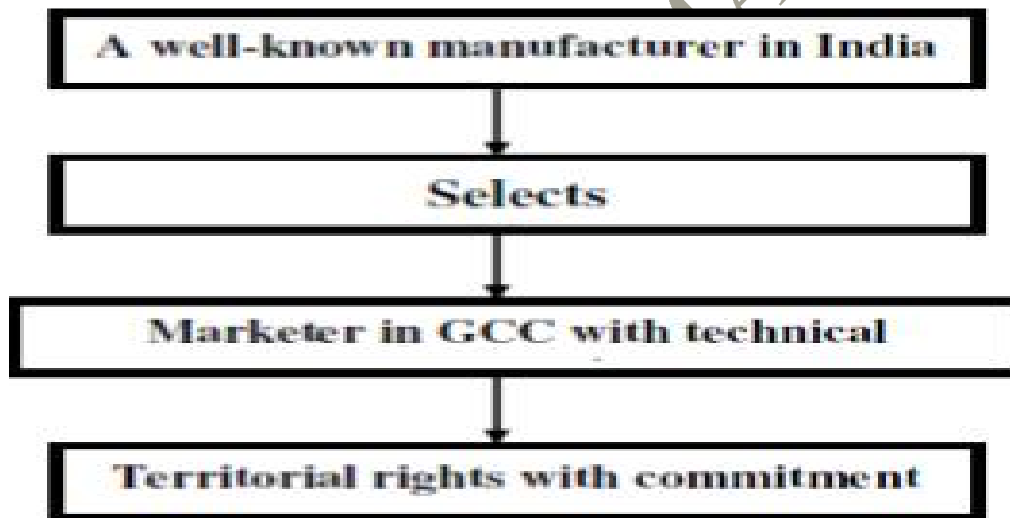 A well-known manufacturer in India
Selects
Marketer in GCC with technical
Territorial rights with commitment